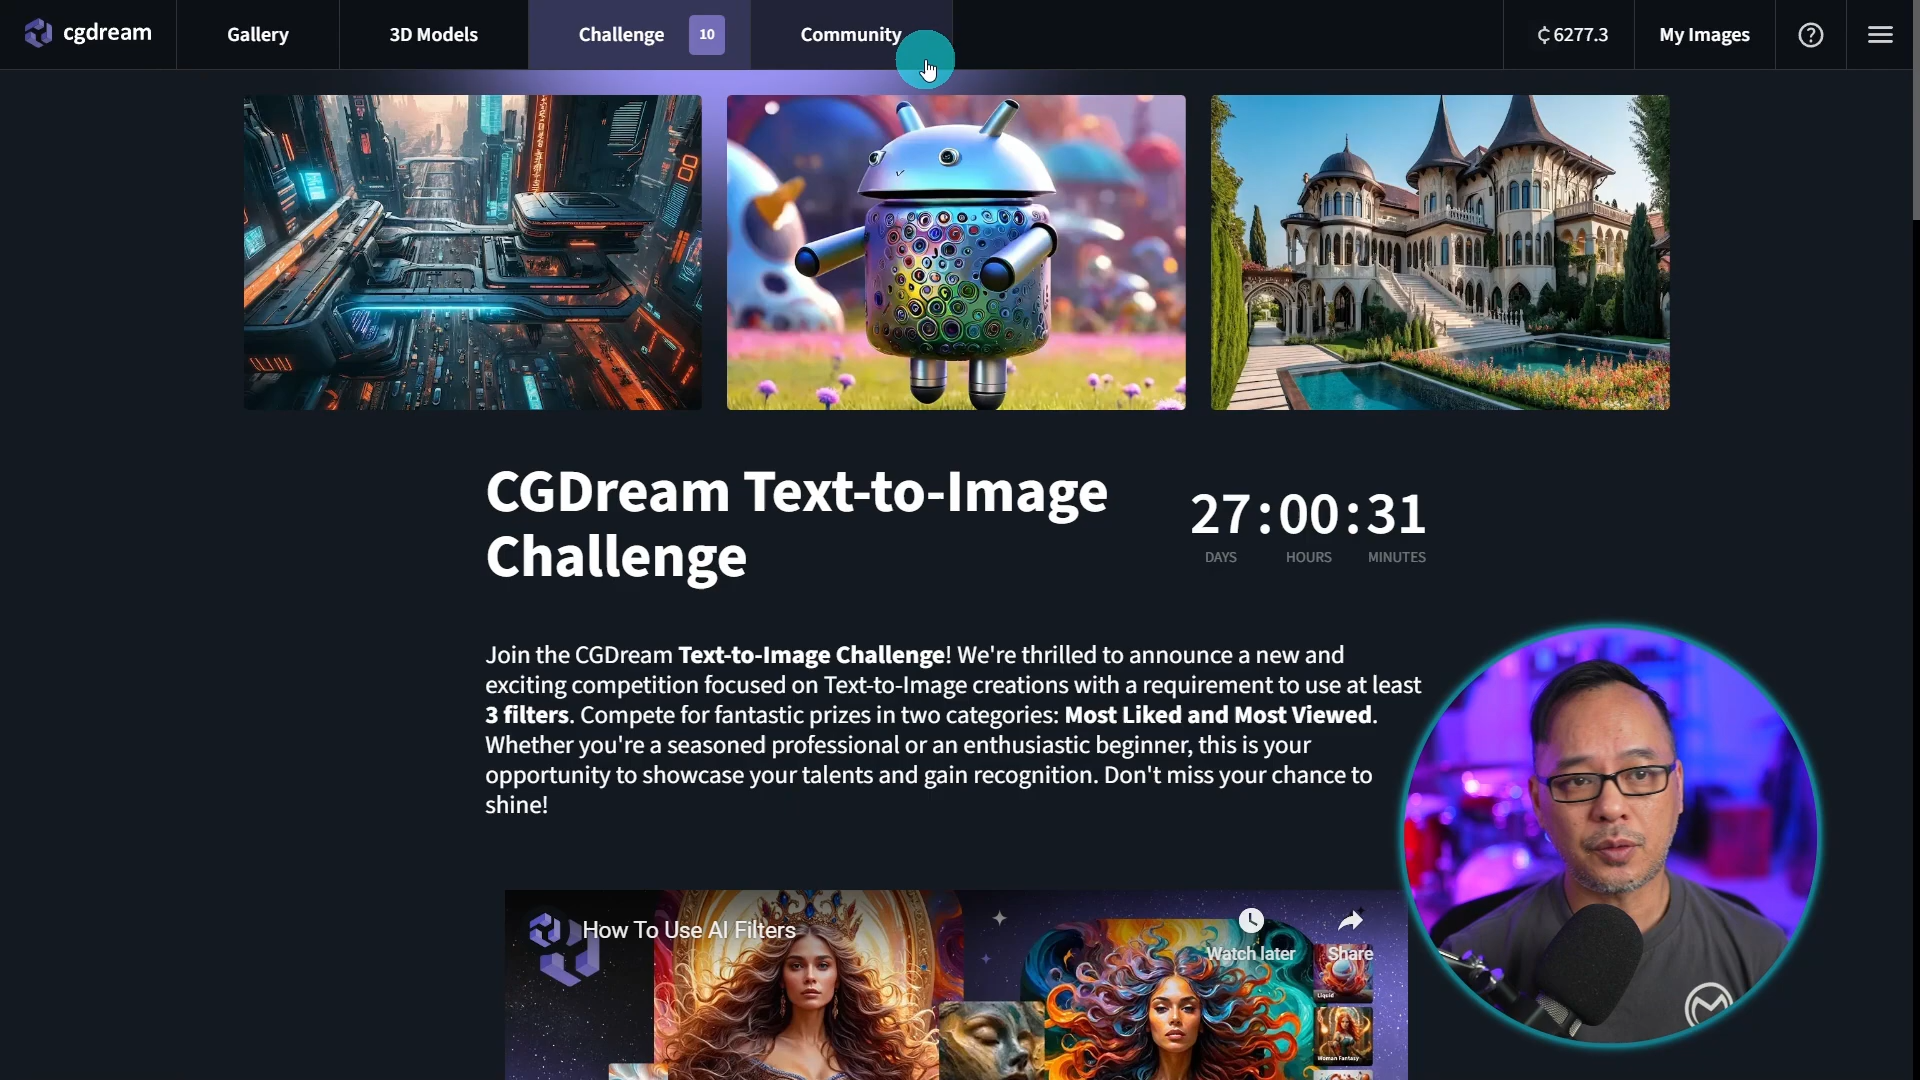 cgdream
Gallery
3D Models
Challenge
10
Community
₵ 6277.3
My Images
?
CGDream Text-to-Image
Challenge
27:00:31
DAYS
HOURS
MINUTES
Join the CGDream Text-to-Image Challenge! We're thrilled to announce a new and
exciting competition focused on Text-to-Image creations with a requirement to use at least
3 filters. Compete for fantastic prizes in two categories: Most Liked and Most Viewed.
Whether you're a seasoned professional or an enthusiastic beginner, this is your
opportunity to showcase your talents and gain recognition. Don't miss your chance to
shine!
How To Use AI Filters
Watch later
Share
Liquid
Woman Fantasy